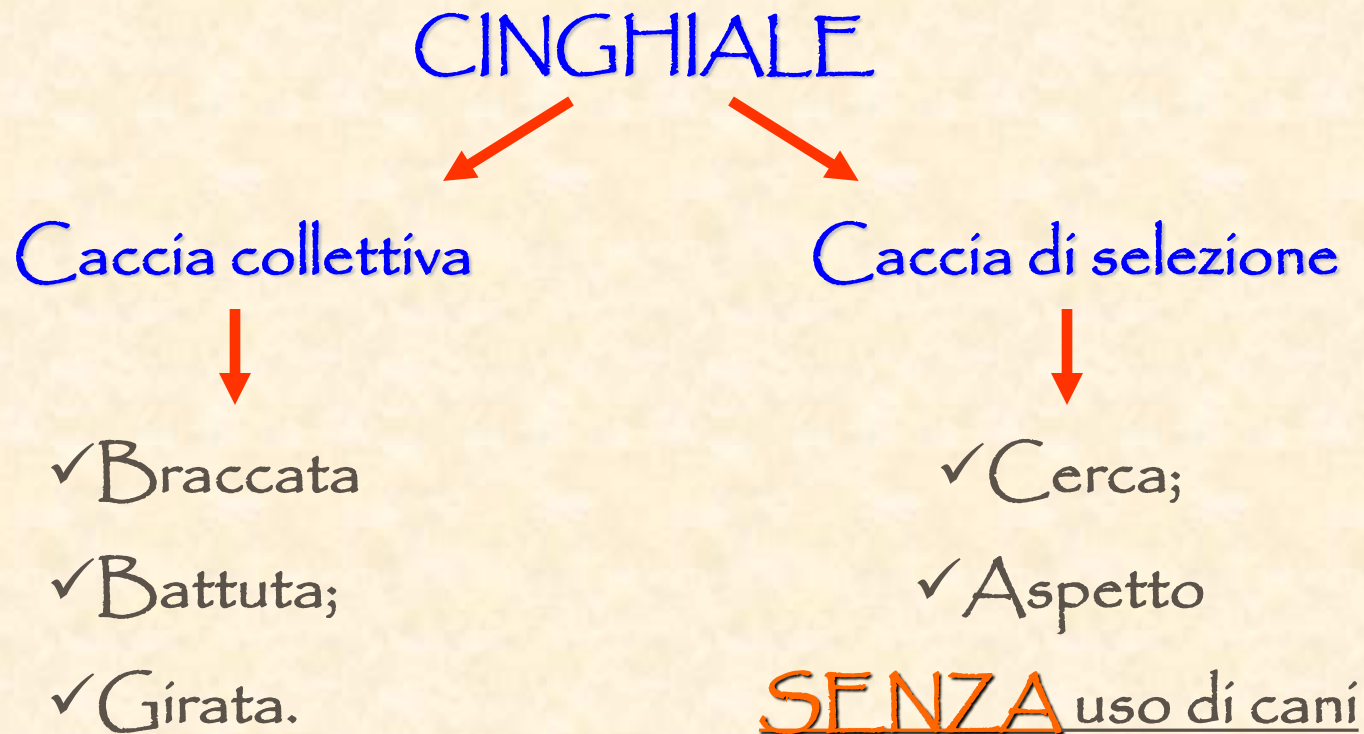 CINGHIALE
Caccia collettiva
Caccia di selezione
✓Braccata
✓Battuta;
✓Girata.
✓Cerca;
✓Aspetto
SENZA uso di cani